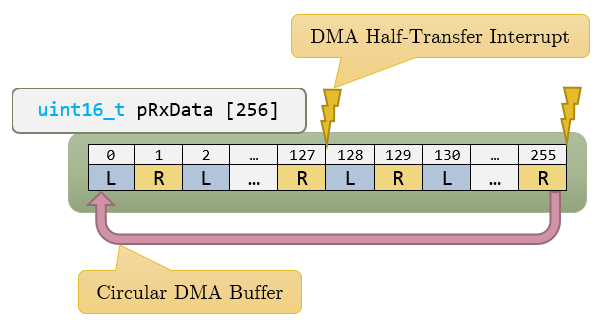 DMA Half-Transfer Interrupt
uint16_t pRxData [256]
0 1 2 … 127 128 129 130 … 255
L R L … R L R L … R
Circular DMA Buffer